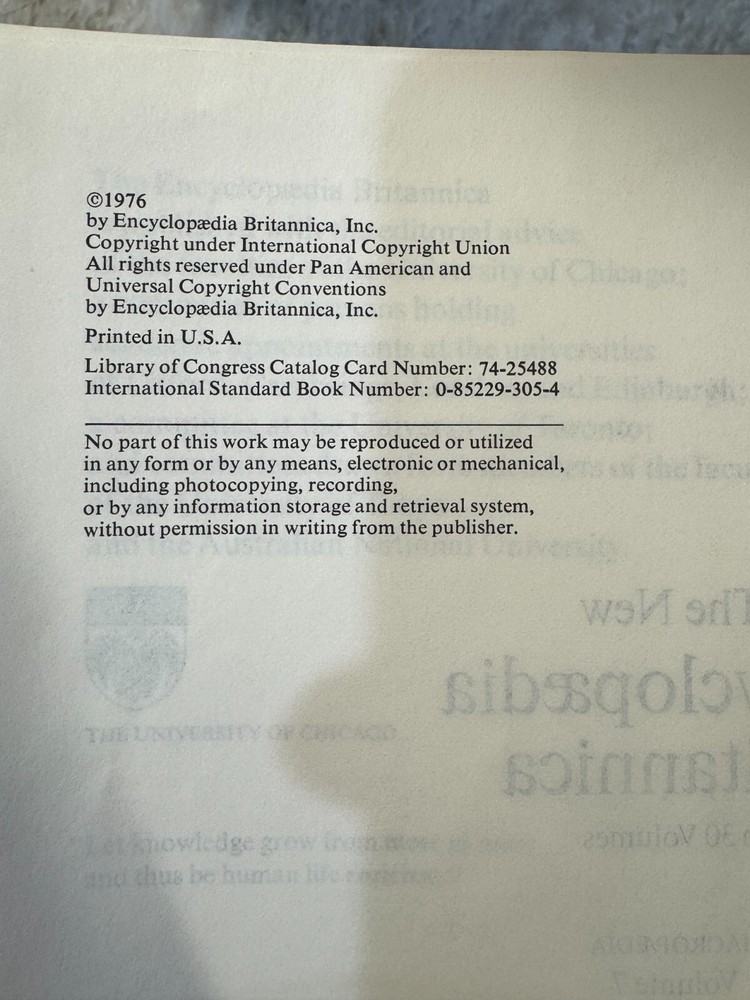 ©1976
by Encyclopædia Britannica, Inc.
Copyright under International Copyright Union
All rights reserved under Pan American and
Universal Copyright Conventions
by Encyclopædia Britannica, Inc.
Printed in U.S.A.
Library of Congress Catalog Card Number: 74-25488
International Standard Book Number: 0-85229-305-4
No part of this work may be reproduced or utilized
in any form or by any means, electronic or mechanical,
including photocopying, recording,
or by any information storage and retrieval system,
without permission in writing from the publisher.
THE UNIVERSITY OF CHICAGO